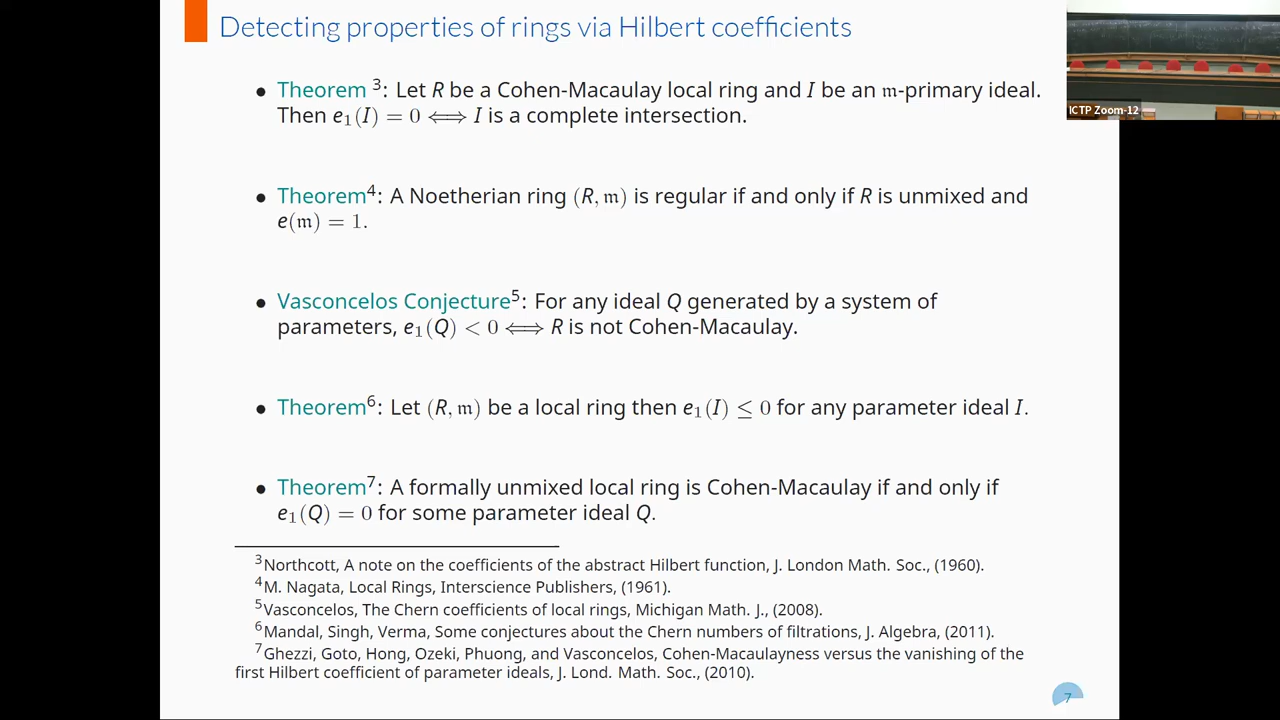 Detecting properties of rings via Hilbert coefficients
• Theorem ³: Let R be a Cohen-Macaulay local ring and I be an 𝔪-primary ideal.
Then e₁(I) = 0 ⟺ I is a complete intersection.
• Theorem⁴: A Noetherian ring (R, 𝔪) is regular if and only if R is unmixed and
e(𝔪) = 1.
• Vasconcelos Conjecture⁵: For any ideal Q generated by a system of
parameters, e₁(Q) < 0 ⟺ R is not Cohen-Macaulay.
• Theorem⁶: Let (R, 𝔪) be a local ring then e₁(I) ≤ 0 for any parameter ideal I.
• Theorem⁷: A formally unmixed local ring is Cohen-Macaulay if and only if
e₁(Q) = 0 for some parameter ideal Q.
³Northcott, A note on the coefficients of the abstract Hilbert function, J. London Math. Soc., (1960).
⁴M. Nagata, Local Rings, Interscience Publishers, (1961).
⁵Vasconcelos, The Chern coefficients of local rings, Michigan Math. J., (2008).
⁶Mandal, Singh, Verma, Some conjectures about the Chern numbers of filtrations, J. Algebra, (2011).
⁷Ghezzi, Goto, Hong, Ozeki, Phuong, and Vasconcelos, Cohen-Macaulayness versus the vanishing of the
first Hilbert coefficient of parameter ideals, J. Lond. Math. Soc., (2010).
7
ICTP Zoom-12